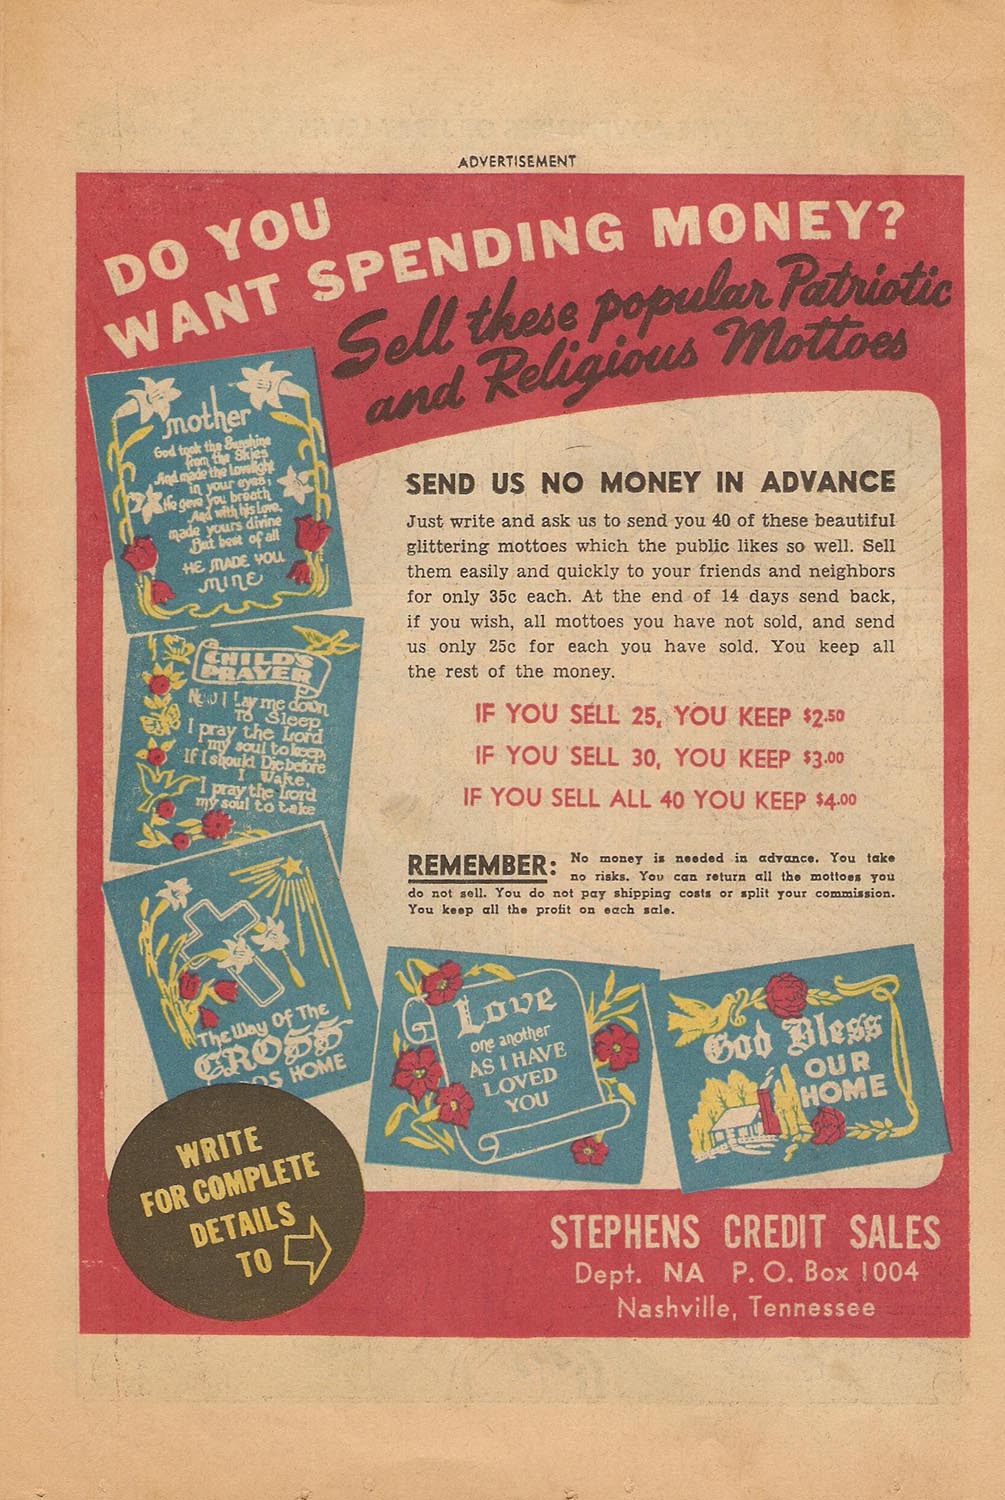 ADVERTISEMENT
DO YOU
WANT SPENDING MONEY?
Sell these popular Patriotic
and Religious Mottoes
mother
God took the Sunshine
from the Skies
And made the Lovelight
in your eyes;
He gave you breath
And with his Love,
made yours divine
But best of all
HE MADE YOU
MINE
CHILD'S
PRAYER
Now I Lay me down
To Sleep
I pray the Lord
my soul to keep,
If I should Die before
I Wake,
I pray the Lord
my soul to take
The Way Of The
CROSS
DS HOME
SEND US NO MONEY IN ADVANCE
Just write and ask us to send you 40 of these beautiful
glittering mottoes which the public likes so well. Sell
them easily and quickly to your friends and neighbors
for only 35c each. At the end of 14 days send back,
if you wish, all mottoes you have not sold, and send
us only 25c for each you have sold. You keep all
the rest of the money.
IF YOU SELL 25, YOU KEEP $2.50
IF YOU SELL 30, YOU KEEP $3.00
IF YOU SELL ALL 40 YOU KEEP $4.00
REMEMBER: No money is needed in advance. You take
no risks. You can return all the mottoes you
do not sell. You do not pay shipping costs or split your commission.
You keep all the profit on each sale.
Love
one another
AS I HAVE
LOVED
YOU
God Bless
OUR
HOME
WRITE
FOR COMPLETE
DETAILS
TO
STEPHENS CREDIT SALES
Dept. NA P. O. Box 1004
Nashville, Tennessee